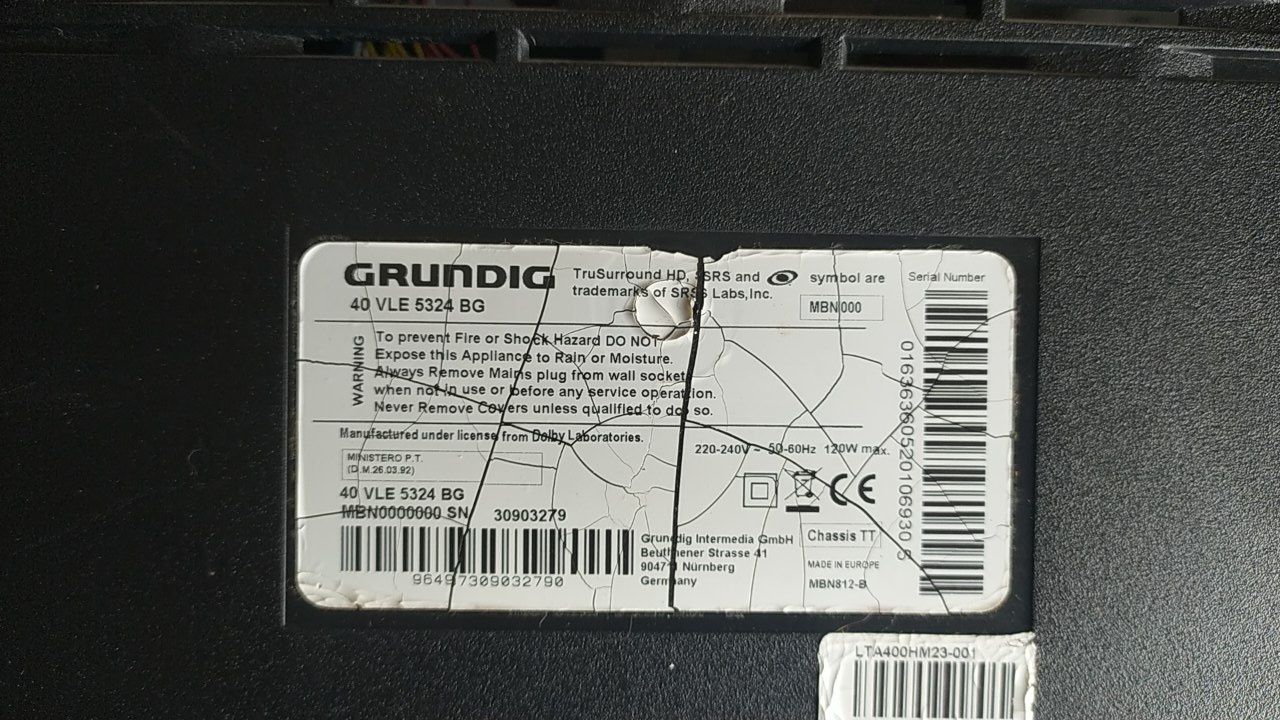 GRUNDIG
40 VLE 5324 BG
TruSurround HD, SRS and symbol are
trademarks of SRS Labs,Inc.
MBN 000
Serial Number
WARNING
To prevent Fire or Shock Hazard DO NOT
Expose this Appliance to Rain or Moisture.
Always Remove Mains plug from wall socket
when not in use or before any service operation.
Never Remove Covers unless qualified to do so.
Manufactured under license from Dolby Laboratories.
220-240V ~ 50-60Hz 120W max.
MINISTERO P.T.
(D.M.26.03.92)
40 VLE 5324 BG
MBN0000000 SN 30903279
96497309032790
Grundig Intermedia GmbH
Beuthener Strasse 41
90471 Nürnberg
Germany
CE
Chassis TT
MADE IN EUROPE
MBN812-B
LTA400HM23-001